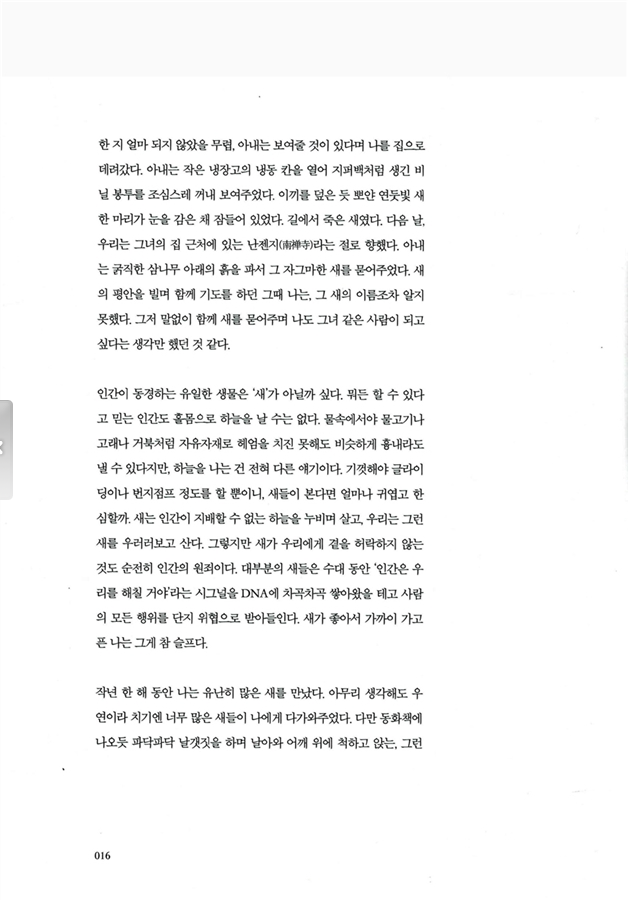 한 지 얼마 되지 않았을 무렵, 아내는 보여줄 것이 있다며 나를 집으로
데려갔다. 아내는 작은 냉장고의 냉동 칸을 열어 지퍼백처럼 생긴 비
닐 봉투를 조심스레 꺼내 보여주었다. 이끼를 덮은 듯 뽀얀 연둣빛 새
한 마리가 눈을 감은 채 잠들어 있었다. 길에서 죽은 새였다. 다음 날,
우리는 그녀의 집 근처에 있는 난젠지(南禅寺)라는 절로 향했다. 아내
는 굵직한 삼나무 아래의 흙을 파서 그 자그마한 새를 묻어주었다. 새
의 평안을 빌며 함께 기도를 하던 그때 나는, 그 새의 이름조차 알지
못했다. 그저 말없이 함께 새를 묻어주며 나도 그녀 같은 사람이 되고
싶다는 생각만 했던 것 같다.
인간이 동경하는 유일한 생물은 ‘새’가 아닐까 싶다. 뭐든 할 수 있다
고 믿는 인간도 홀몸으로 하늘을 날 수는 없다. 물속에서야 물고기나
고래나 거북처럼 자유자재로 헤엄을 치진 못해도 비슷하게 흉내라도
낼 수 있다지만, 하늘을 나는 건 전혀 다른 얘기이다. 기껏해야 글라이
딩이나 번지점프 정도를 할 뿐이니, 새들이 본다면 얼마나 귀엽고 한
심할까. 새는 인간이 지배할 수 없는 하늘을 누비며 살고, 우리는 그런
새를 우러러보고 산다. 그렇지만 새가 우리에게 곁을 허락하지 않는
것도 순전히 인간의 원죄이다. 대부분의 새들은 수대 동안 ‘인간은 우
리를 해칠 거야’라는 시그널을 DNA에 차곡차곡 쌓아왔을 테고 사람
의 모든 행위를 단지 위협으로 받아들인다. 새가 좋아서 가까이 가고
픈 나는 그게 참 슬프다.
작년 한 해 동안 나는 유난히 많은 새를 만났다. 아무리 생각해도 우
연이라 치기엔 너무 많은 새들이 나에게 다가와주었다. 다만 동화책에
나오듯 파닥파닥 날갯짓을 하며 날아와 어깨 위에 척하고 앉는, 그런
016